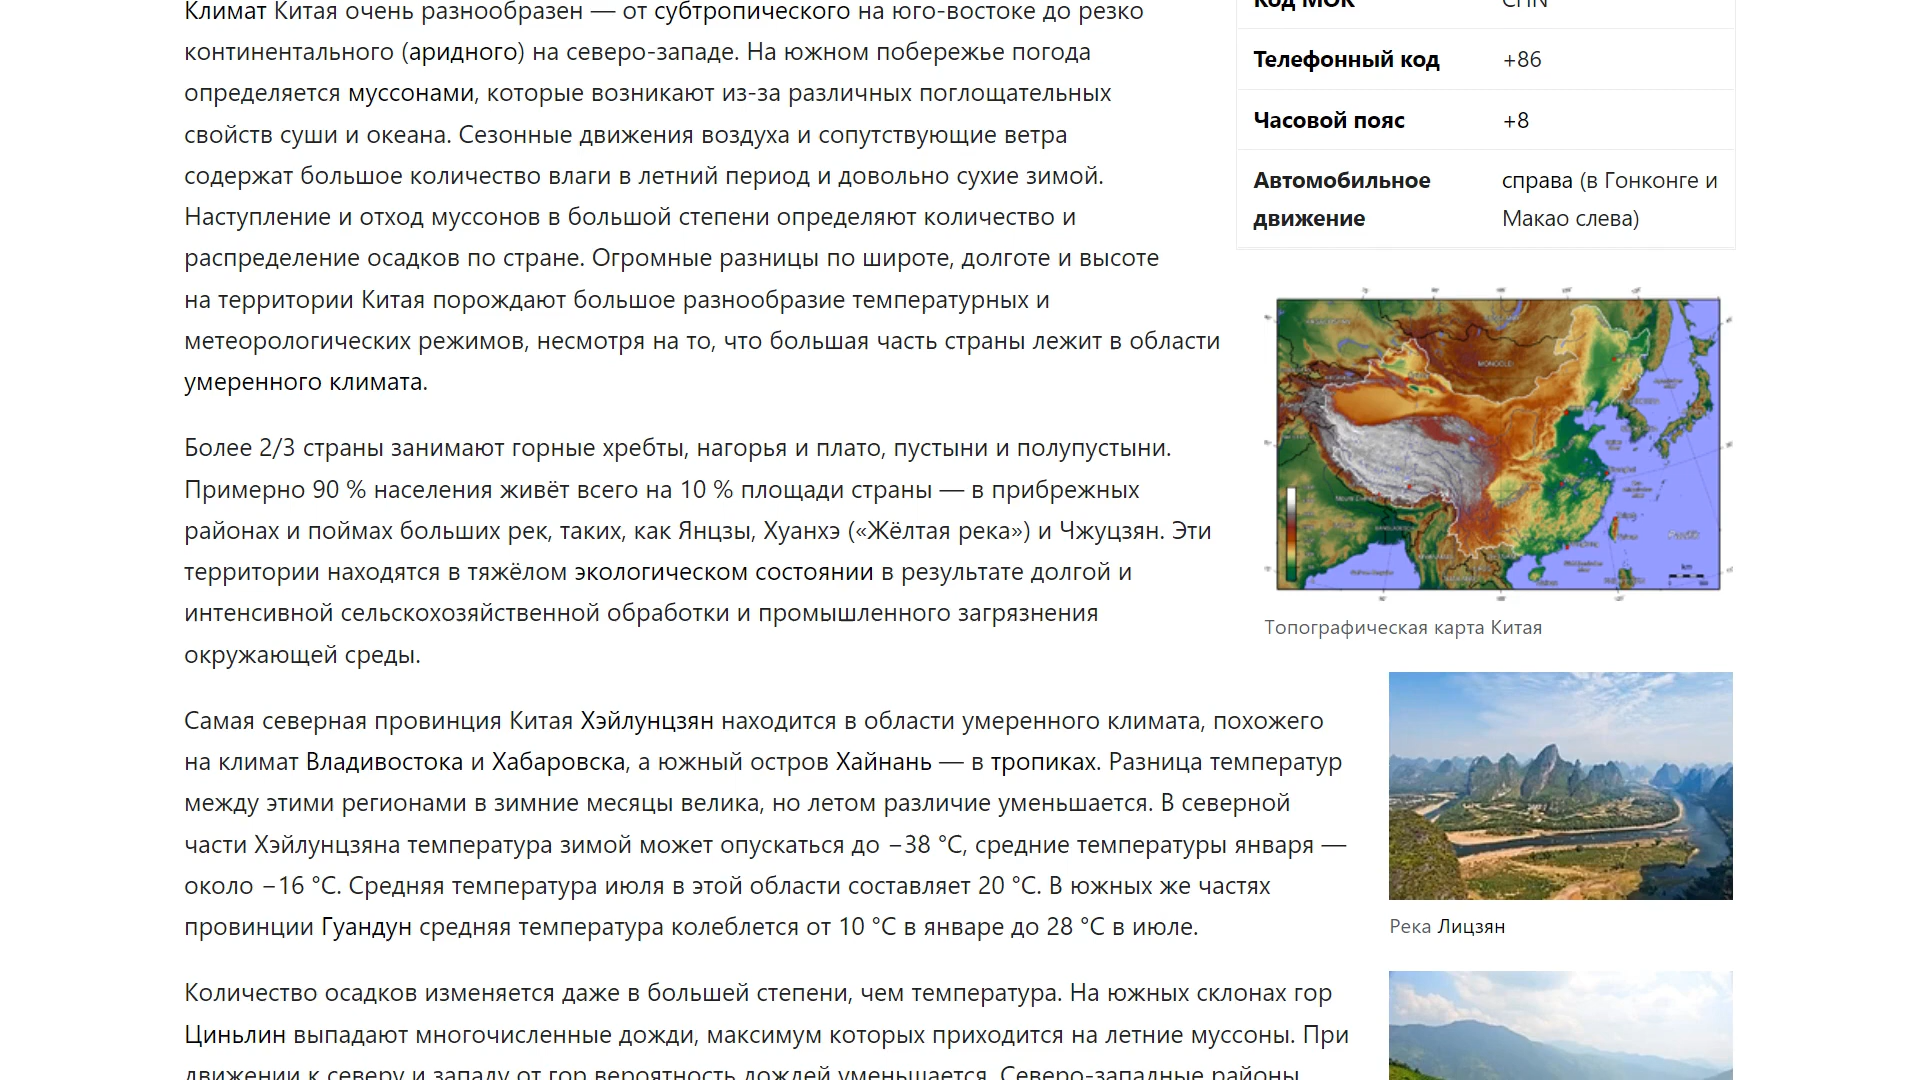 Климат Китая очень разнообразен — от субтропического на юго-востоке до резко
континентального (аридного) на северо-западе. На южном побережье погода
определяется муссонами, которые возникают из-за различных поглощательных
свойств суши и океана. Сезонные движения воздуха и сопутствующие ветра
содержат большое количество влаги в летний период и довольно сухие зимой.
Наступление и отход муссонов в большой степени определяют количество и
распределение осадков по стране. Огромные разницы по широте, долготе и высоте
на территории Китая порождают большое разнообразие температурных и
метеорологических режимов, несмотря на то, что большая часть страны лежит в области
умеренного климата.
Более 2/3 страны занимают горные хребты, нагорья и плато, пустыни и полупустыни.
Примерно 90 % населения живёт всего на 10 % площади страны — в прибрежных
районах и поймах больших рек, таких, как Янцзы, Хуанхэ («Жёлтая река») и Чжуцзян. Эти
территории находятся в тяжёлом экологическом состоянии в результате долгой и
интенсивной сельскохозяйственной обработки и промышленного загрязнения
окружающей среды.
Самая северная провинция Китая Хэйлунцзян находится в области умеренного климата, похожего
на климат Владивостока и Хабаровска, а южный остров Хайнань — в тропиках. Разница температур
между этими регионами в зимние месяцы велика, но летом различие уменьшается. В северной
части Хэйлунцзяна температура зимой может опускаться до −38 °C, средние температуры января —
около −16 °C. Средняя температура июля в этой области составляет 20 °C. В южных же частях
провинции Гуандун средняя температура колеблется от 10 °C в январе до 28 °C в июле.
Количество осадков изменяется даже в большей степени, чем температура. На южных склонах гор
Циньлин выпадают многочисленные дожди, максимум которых приходится на летние муссоны. При
движении к северу и западу от гор вероятность дождей уменьшается. Северо-западные районы
Код МОК CHN
Телефонный код +86
Часовой пояс +8
Автомобильное справа (в Гонконге и
движение Макао слева)
MONGOLEI
Pazifik
km
Топографическая карта Китая
Река Лицзян